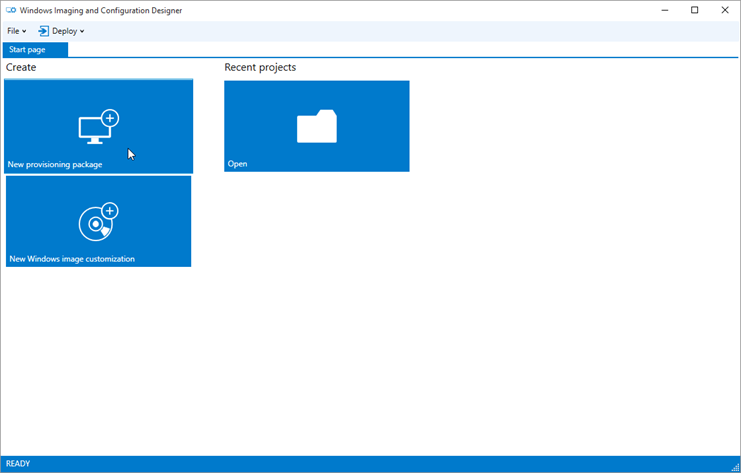 Windows Imaging and Configuration Designer
File Deploy
Start page
Create
Recent projects
New provisioning package
Open
New Windows image customization
READY